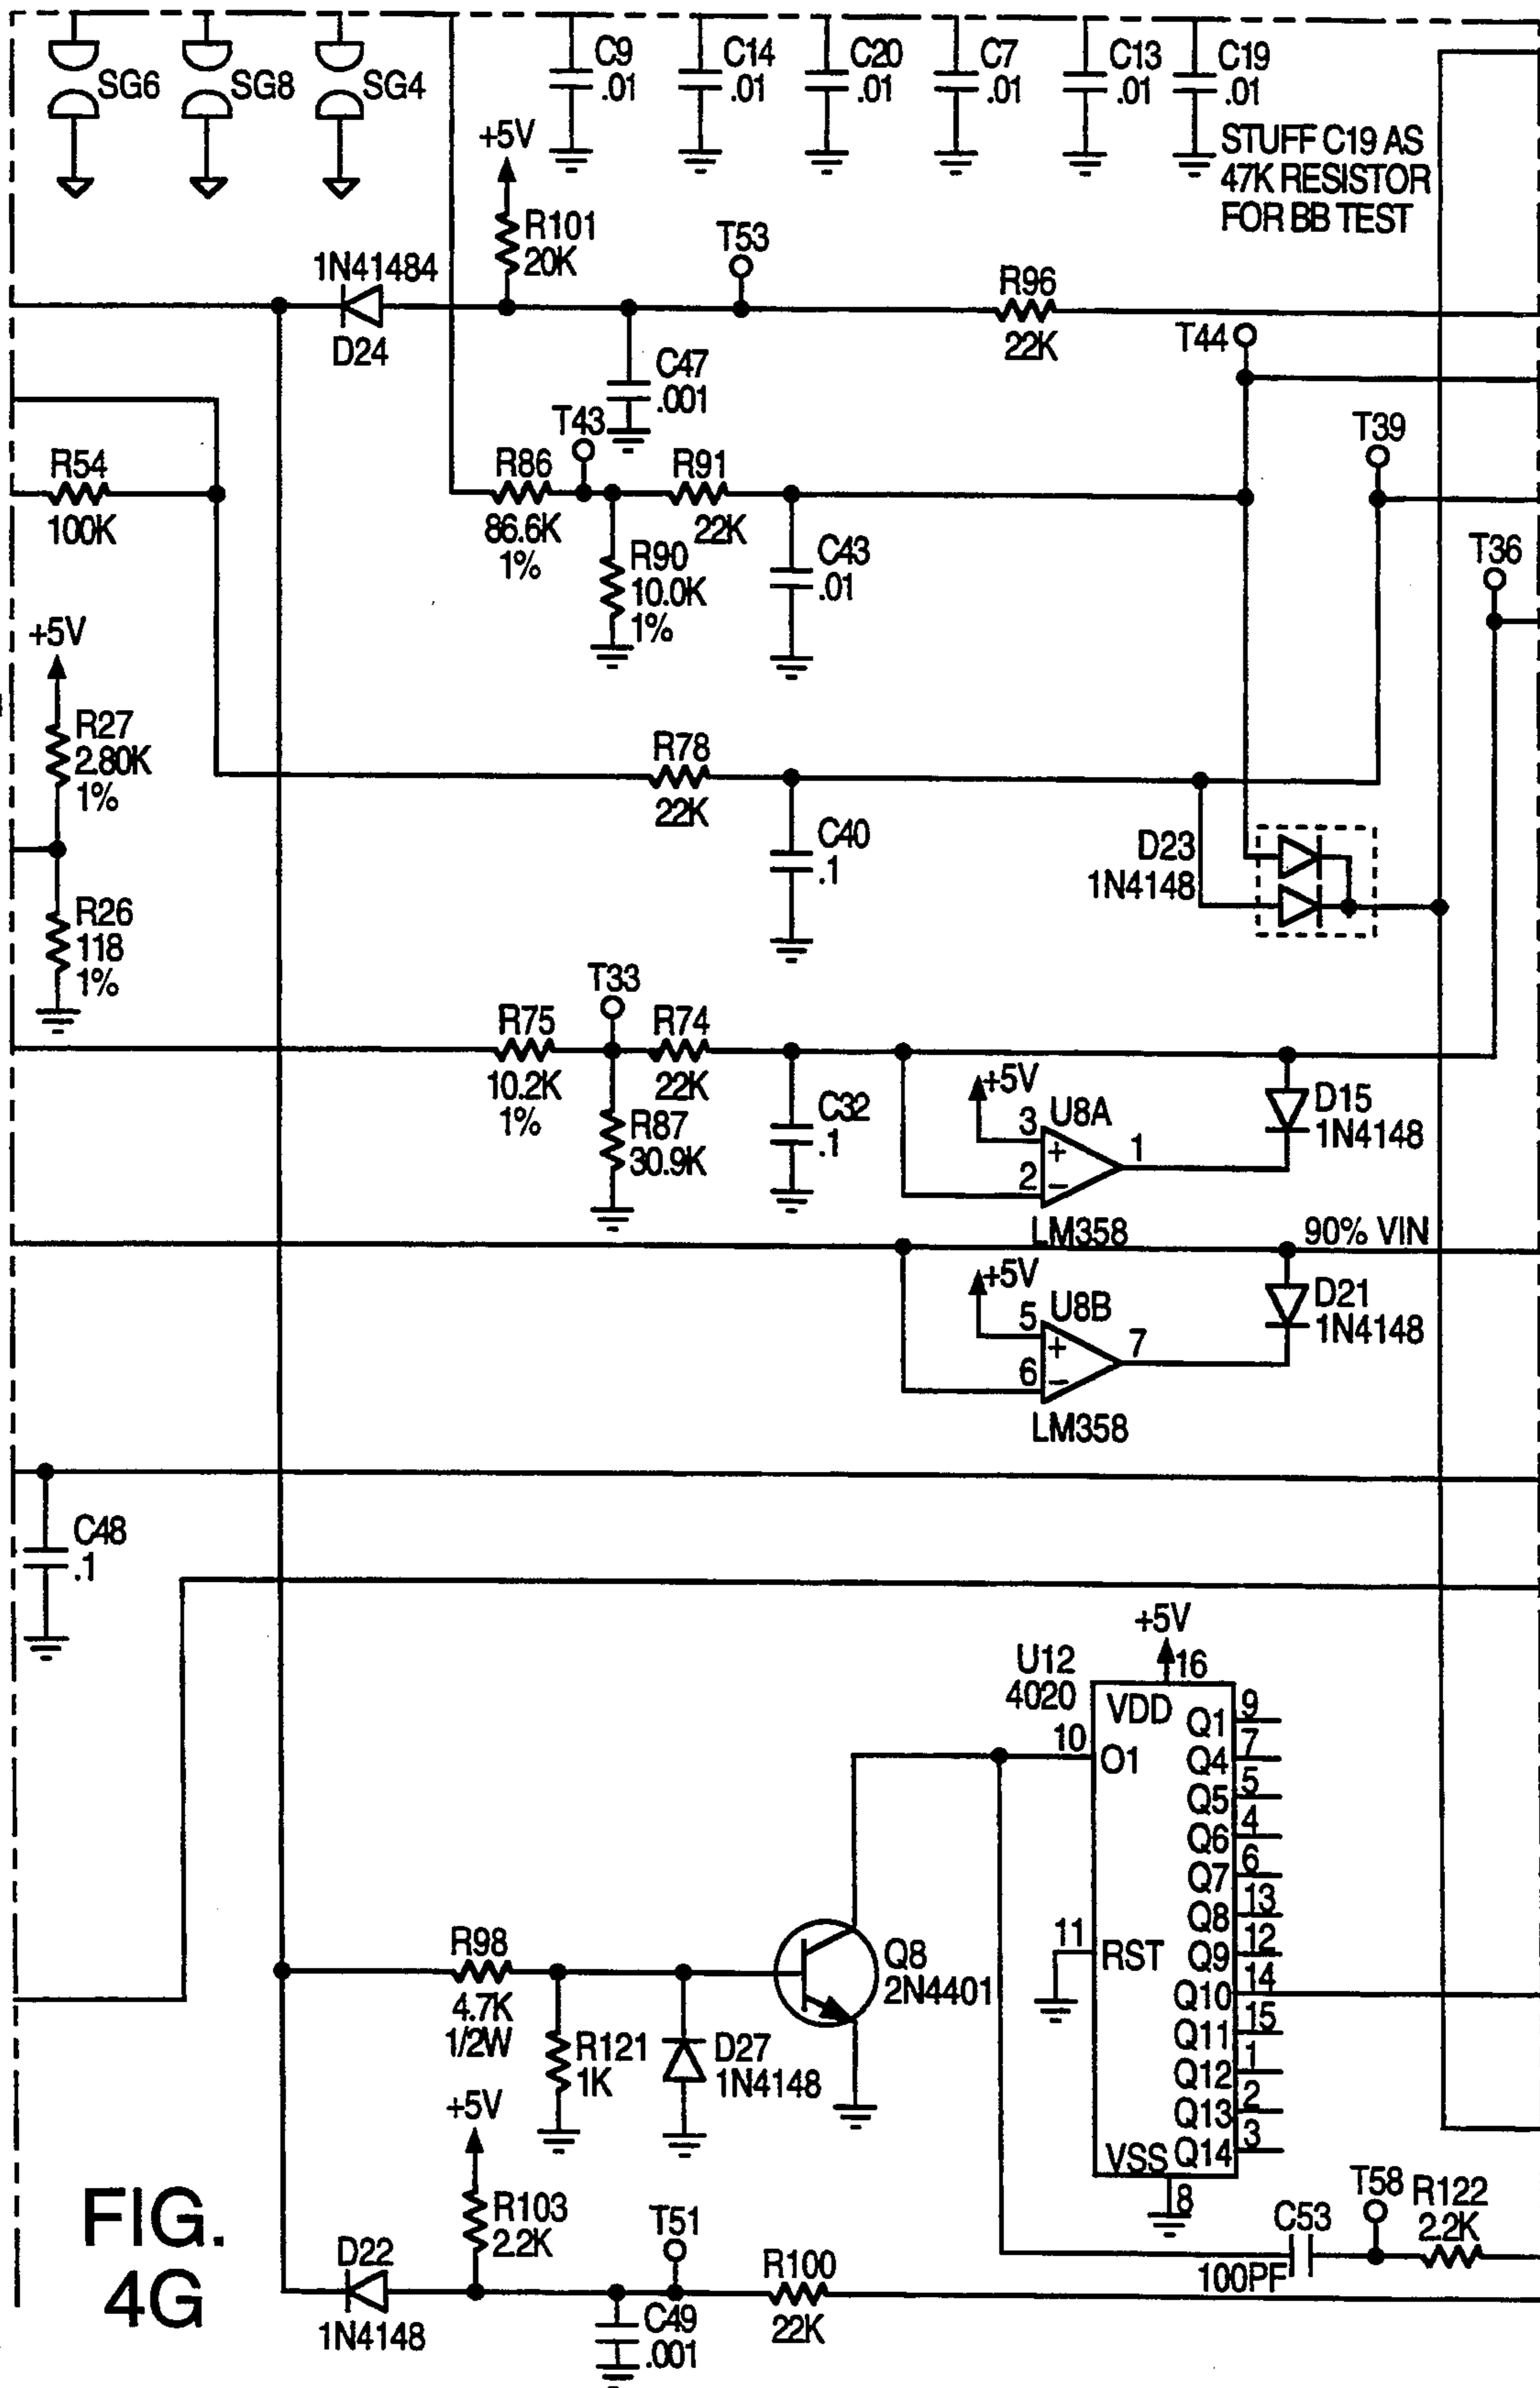 SG6
SG8
SG4
C9
.01
C14
.01
C20
.01
C7
.01
C13
.01
C19
.01
STUFF C19 AS
47K RESISTOR
FOR BB TEST
+5V
R101
20K
T53
1N41484
D24
R96
22K
T44
C47
.001
T43
T39
R54
100K
R86
86.6K
1%
R91
22K
R90
10.0K
1%
C43
.01
T36
+5V
R27
2.80K
1%
R78
22K
C40
.1
D23
1N4148
R26
118
1%
T33
R75
10.2K
1%
R74
22K
R87
30.9K
C32
.1
+5V
3
U8A
+
1
2
–
LM358
D15
1N4148
90% VIN
+5V
5
U8B
+
7
6
–
LM358
D21
1N4148
C48
.1
+5V
U12
4020
16
VDD
Q1 9
10
O1
Q4 7
Q5 5
Q6 4
Q7 6
Q8 13
11
RST
Q9 12
Q10 14
Q11 15
Q12 1
Q13 2
VSS
Q14 3
8
R98
4.7K
1/2W
Q8
2N4401
R121
1K
D27
1N4148
+5V
R103
2.2K
T51
T58
R122
2.2K
C53
100PF
D22
1N4148
C49
.001
R100
22K
FIG.
4G